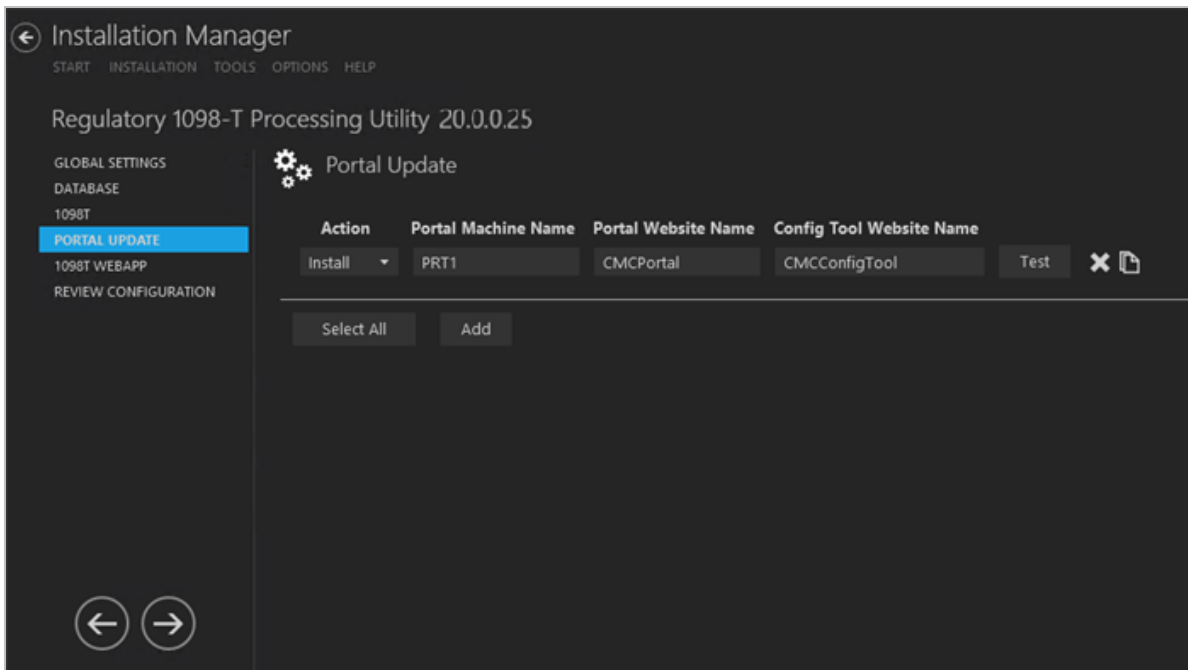 Installation Manager
START INSTALLATION TOOLS OPTIONS HELP
Regulatory 1098-T Processing Utility 20.0.0.25
GLOBAL SETTINGS
DATABASE
1098T
PORTAL UPDATE
1098T WEBAPP
REVIEW CONFIGURATION
Portal Update
Action Portal Machine Name Portal Website Name Config Tool Website Name
Install PRT1 CMCPortal CMCConfigTool Test
Select All Add